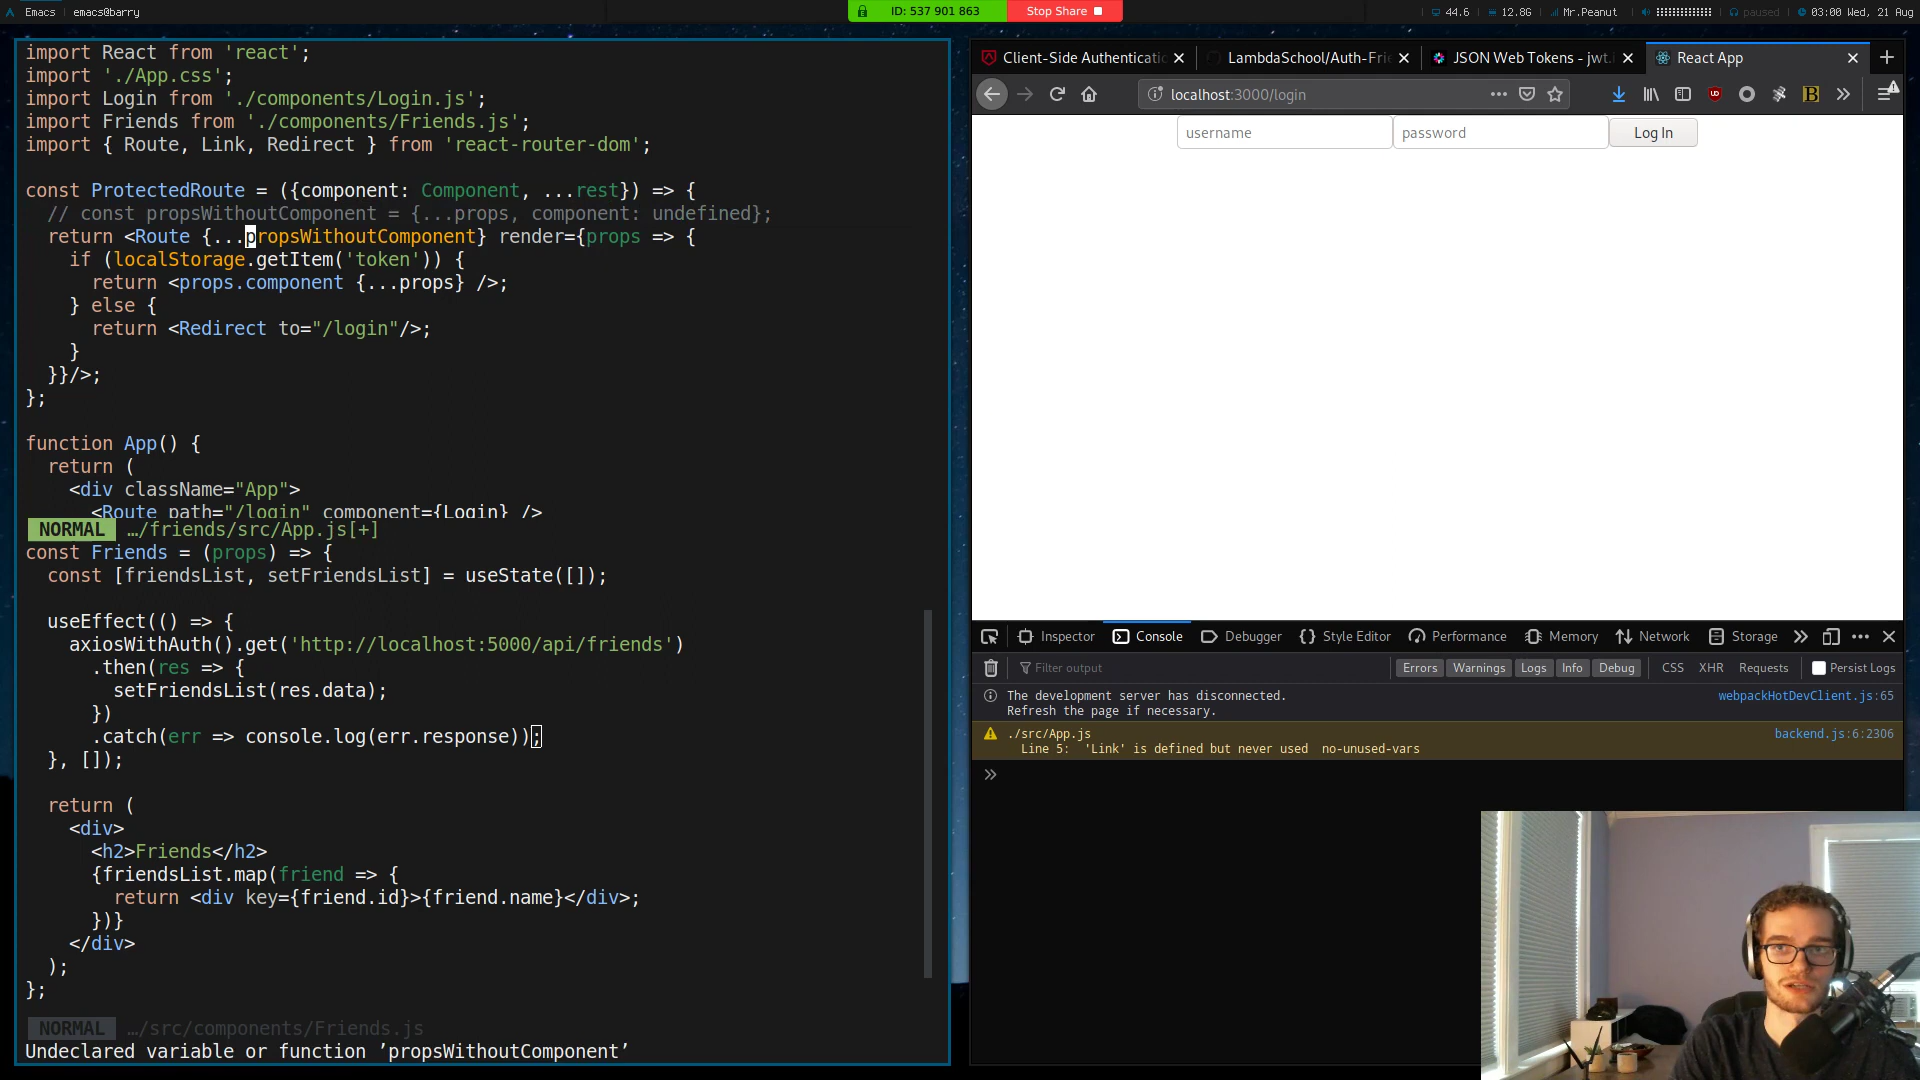 Emacs emacs@barry
ID: 537 901 863 Stop Share
44.6 12.8G Mr.Peanut paused 03:00 Wed, 21 Aug
import React from 'react';
import './App.css';
import Login from './components/Login.js';
import Friends from './components/Friends.js';
import { Route, Link, Redirect } from 'react-router-dom';
const ProtectedRoute = ({component: Component, ...rest}) => {
// const propsWithoutComponent = {...props, component: undefined};
return <Route {...propsWithoutComponent} render={props => {
if (localStorage.getItem('token')) {
return <props.component {...props} />;
} else {
return <Redirect to="/login"/>;
}
}}/>;
};
function App() {
return (
<div className="App">
<Route path="/login" component={Login} />
NORMAL …/friends/src/App.js[+]
const Friends = (props) => {
const [friendsList, setFriendsList] = useState([]);
useEffect(() => {
axiosWithAuth().get('http://localhost:5000/api/friends')
.then(res => {
setFriendsList(res.data);
})
.catch(err => console.log(err.response));
}, []);
return (
<div>
<h2>Friends</h2>
{friendsList.map(friend => {
return <div key={friend.id}>{friend.name}</div>;
})}
</div>
);
};
NORMAL …/src/components/Friends.js
Undeclared variable or function ’propsWithoutComponent’
Client-Side Authenticatio LambdaSchool/Auth-Frie JSON Web Tokens - jwt.i React App
localhost:3000/login
username password Log In
Inspector Console Debugger Style Editor Performance Memory Network Storage
Filter output Errors Warnings Logs Info Debug CSS XHR Requests Persist Logs
The development server has disconnected. webpackHotDevClient.js:65
Refresh the page if necessary.
./src/App.js backend.js:6:2306
Line 5: 'Link' is defined but never used no-unused-vars